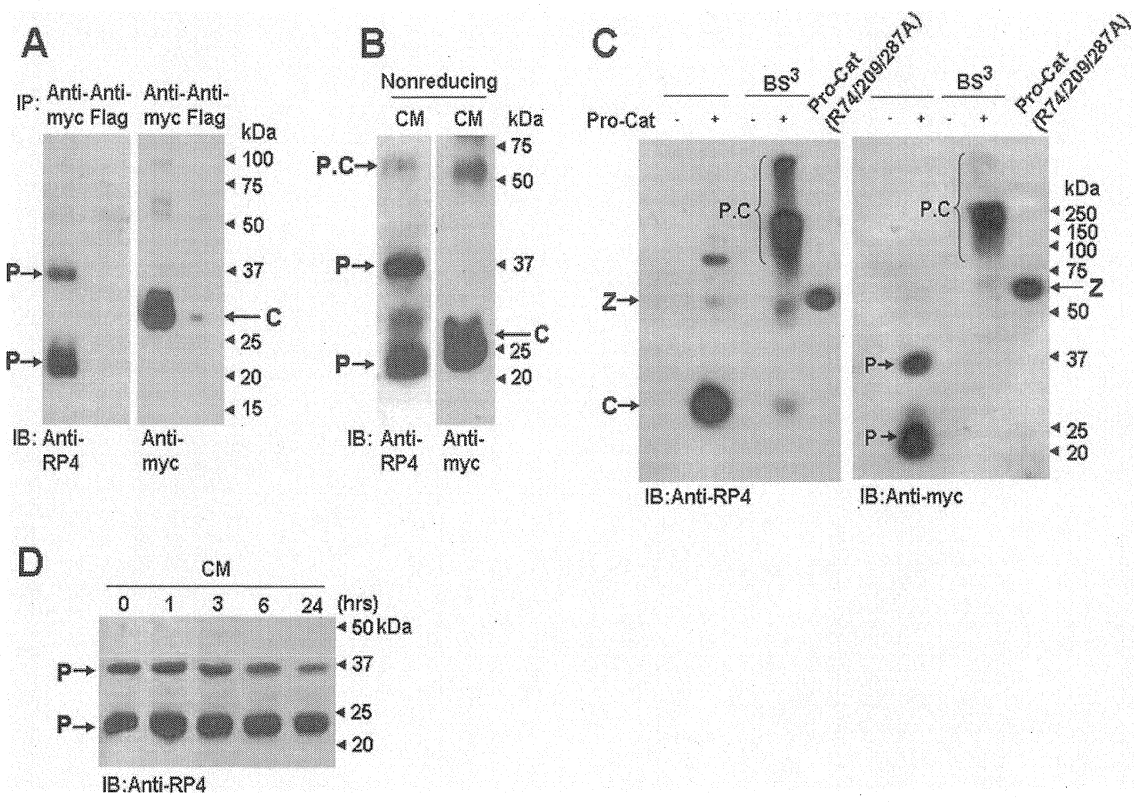 A
IP: Anti- Anti- Anti- Anti-
myc Flag myc Flag
kDa
100
75
50
P 37
C
25
P 20
15
IB: Anti- Anti-
RP4 myc
B
Nonreducing
CM CM kDa
75
P.C 50
P 37
C
P 25
20
IB: Anti- Anti-
RP4 myc
C
BS3 Pro-Cat (R74/209/287A) BS3 Pro-Cat (R74/209/287A)
Pro-Cat - + - + - + - +
kDa
P.C P.C 250
150
100
75
Z Z
50
P 37
C P 25
20
IB:Anti-RP4 IB:Anti-myc
D
CM
0 1 3 6 24 (hrs)
50 kDa
P 37
25
P 20
IB:Anti-RP4